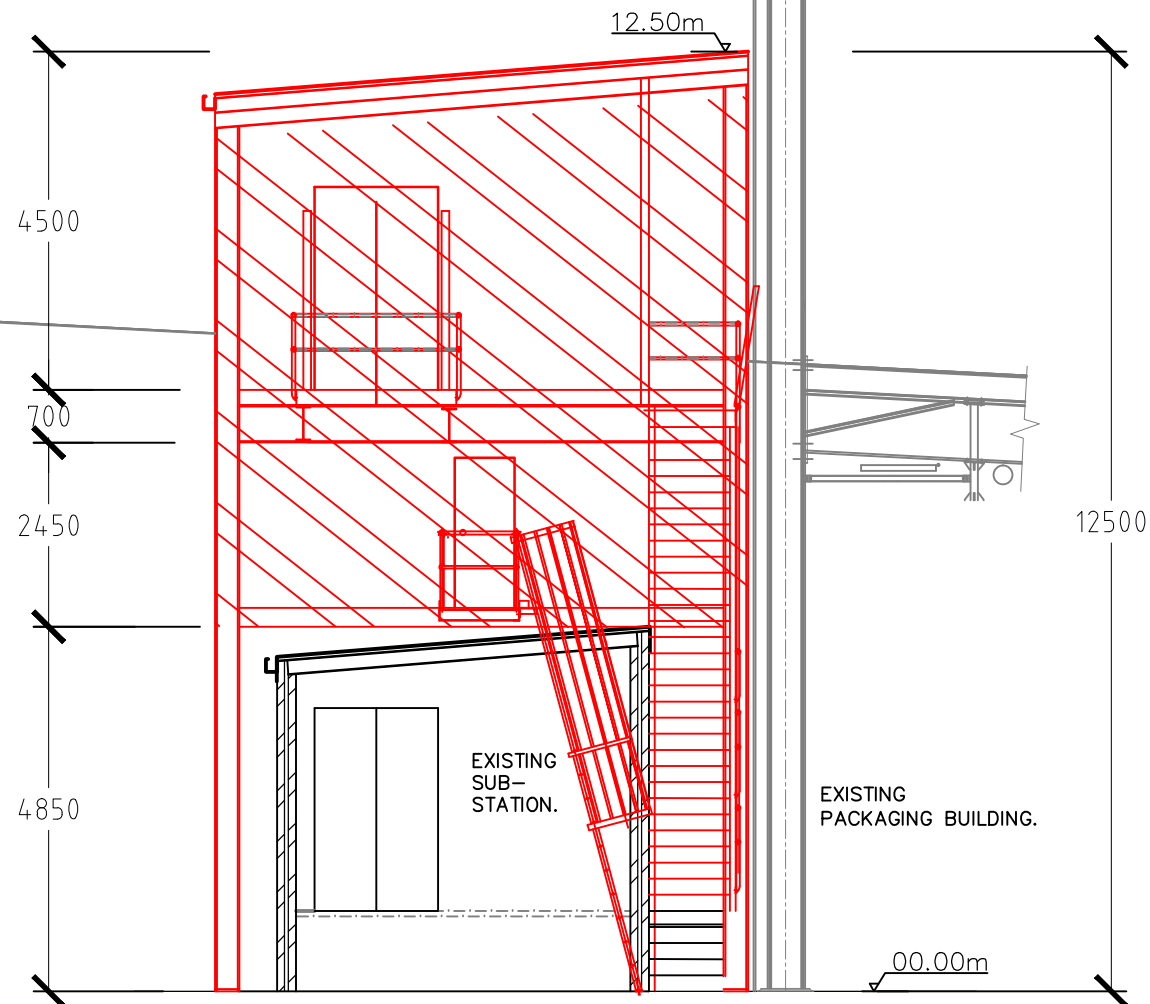 12.50m
4500
700
2450
12500
EXISTING
SUB-
STATION.
4850
EXISTING
PACKAGING BUILDING.
00.00m